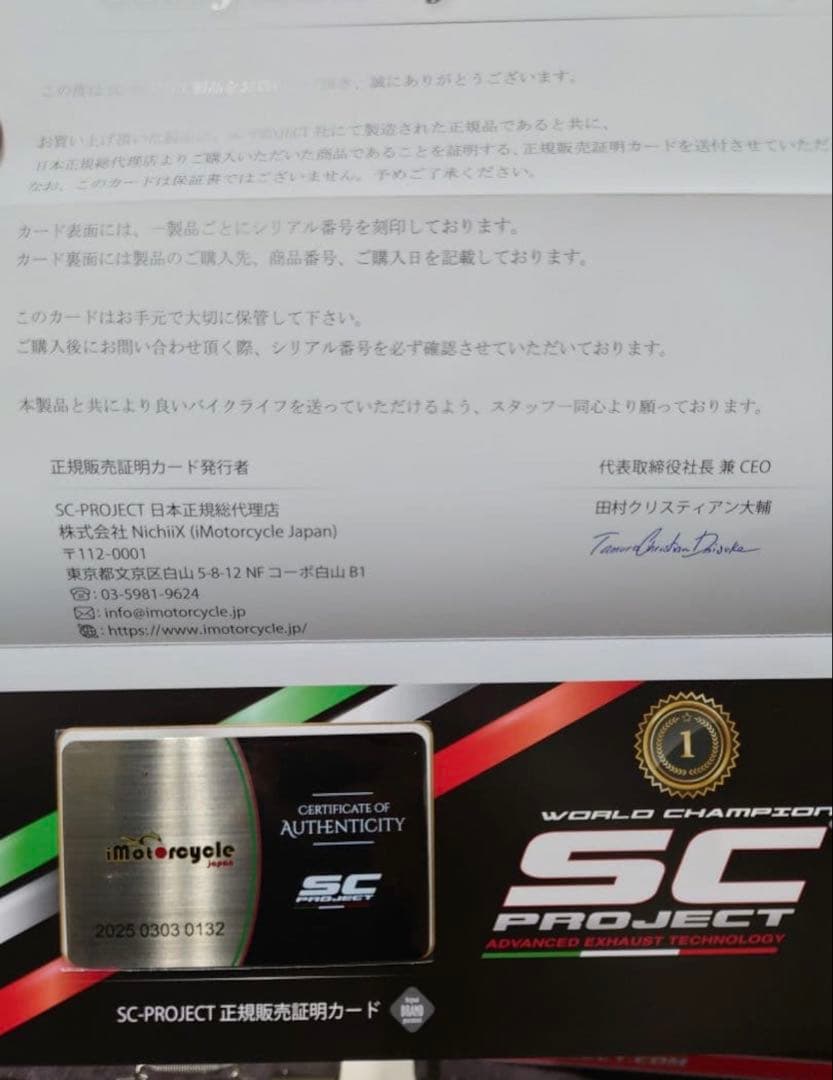 この度は 製品をお買い 頂き、誠にありがとうございます。
お買い上げ頂いた製品は、 PROJECT 社にて製造された正規品であると共に、
日本正規総代理店よりご購入いただいた商品であることを証明する、正規販売証明カードを送付させていただ
なお、このカードは保証書ではございません。予めご了承ください。
カード表面には、一製品ごとにシリアル番号を刻印しております。
カード裏面には製品のご購入先、商品番号、ご購入日を記載しております。
このカードはお手元で大切に保管して下さい。
ご購入後にお問い合わせ頂く際、シリアル番号を必ず確認させていただいております。
本製品と共により良いバイクライフを送っていただけるよう、スタッフ一同心より願っております。
正規販売証明カード発行者
代表取締役社長 兼 CEO
SC-PROJECT 日本正規総代理店
株式会社 NichiiX (iMotorcycle Japan)
〒112-0001
東京都文京区白山 5-8-12 NF コーポ白山 B1
: 03-5981-9624
: info@imotorcycle.jp
: https://www.imotorcycle.jp/
田村クリスティアン大輔
Tamura Christian Daisuke
iMotorcycle
Japan
2025 0303 0132
CERTIFICATE OF
AUTHENTICITY
SC
PROJECT
SC-PROJECT 正規販売証明カード
BRAND
1
WORLD CHAMPION
SC
PROJECT
ADVANCED EXHAUST TECHNOLOGY